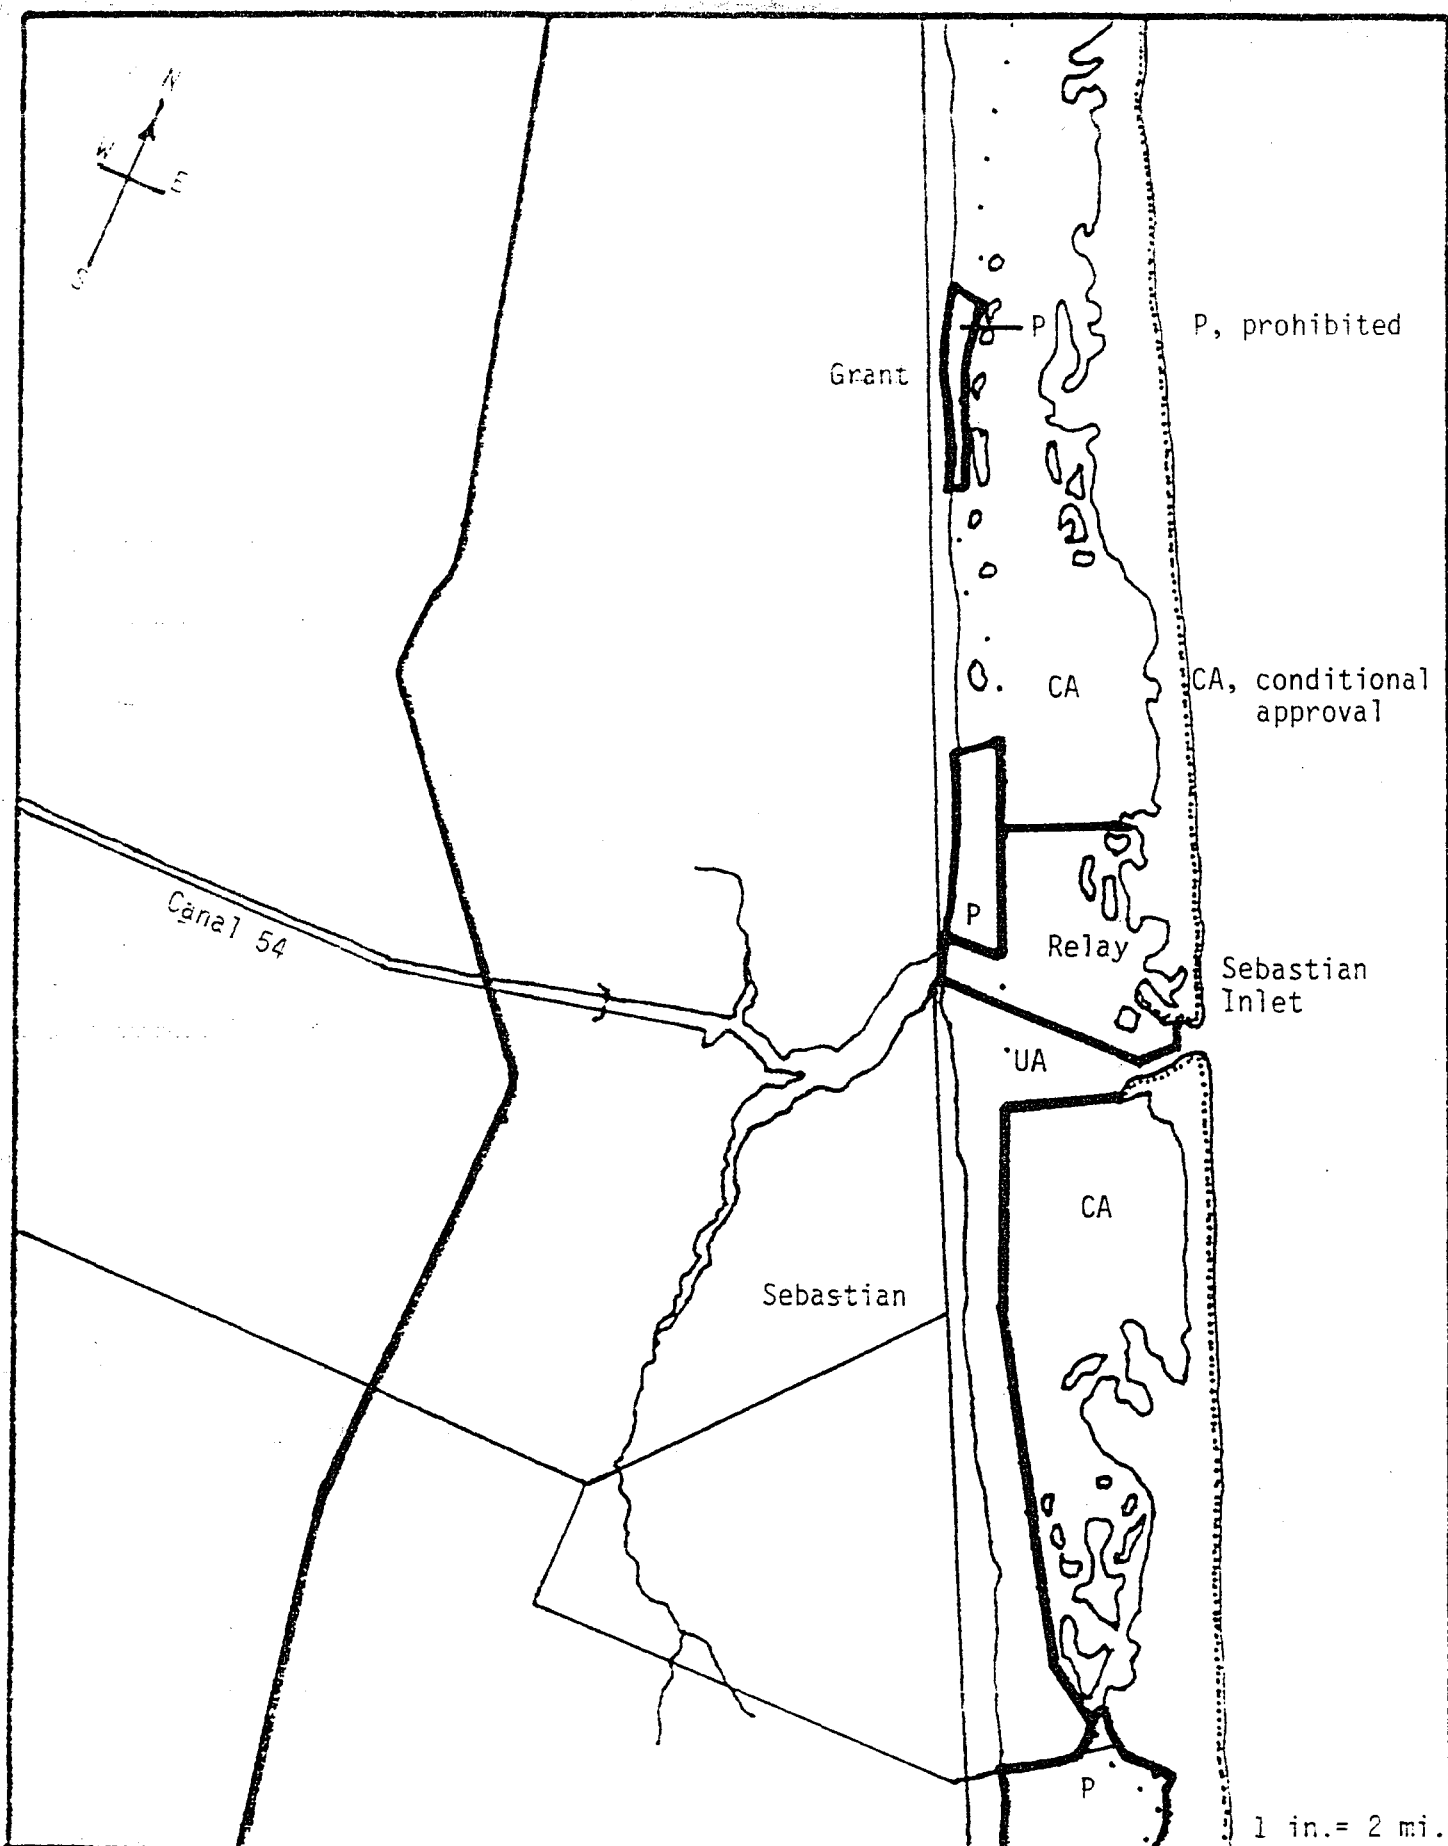 N
W
E
S
P
P, prohibited
Grant
CA
CA, conditional
approval
Canal 54
P
Relay
Sebastian
Inlet
UA
CA
Sebastian
P
1 in.= 2 mi.